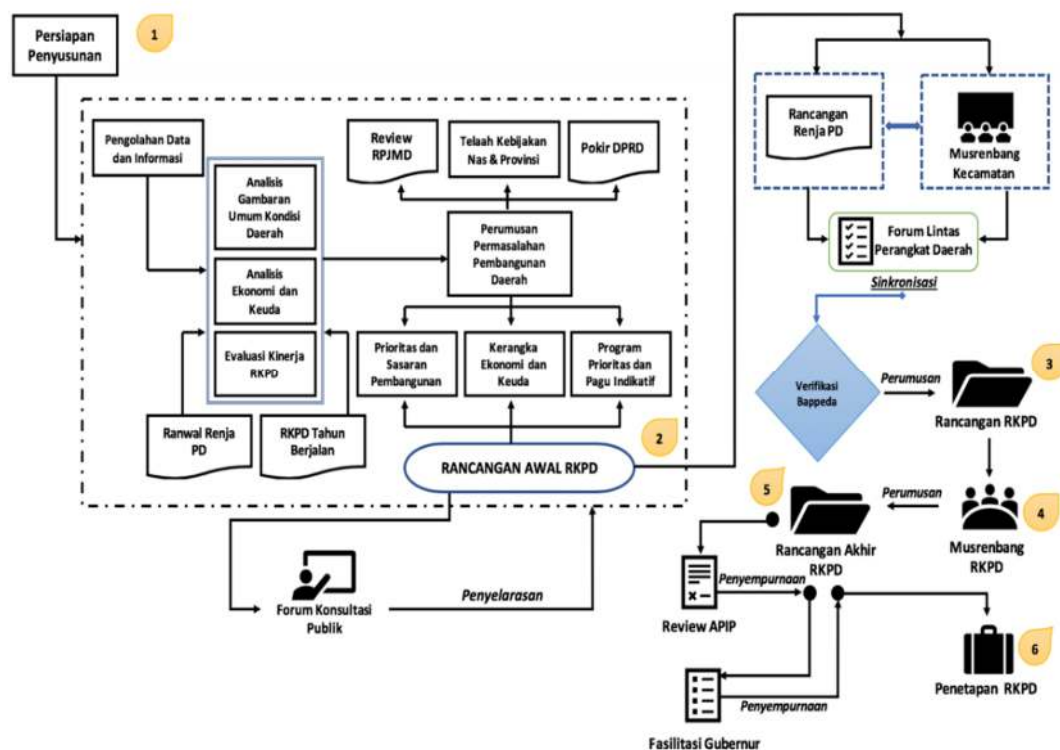 Persiapan
Penyusunan
1
Pengolahan Data
dan Informasi
Analisis
Gambaran
Umum Kondisi
Daerah
Analisis
Ekonomi dan
Keuda
Evaluasi Kinerja
RKPD
Ranwal Renja
PD
RKPD Tahun
Berjalan
Review
RPJMD
Telaah Kebijakan
Nas & Provinsi
Pokir DPRD
Perumusan
Permasalahan
Pembangunan
Daerah
Prioritas dan
Sasaran
Pembangunan
Kerangka
Ekonomi dan
Keuda
Program
Prioritas dan
Pagu Indikatif
2
RANCANGAN AWAL RKPD
Forum Konsultasi
Publik
Penyelarasan
Rancangan
Renja PD
Musrenbang
Kecamatan
Forum Lintas
Perangkat Daerah
Sinkronisasi
Verifikasi
Bappeda
Perumusan
3
Rancangan RKPD
4
Musrenbang
RKPD
Perumusan
5
Rancangan Akhir
RKPD
Review APIP
Penyempurnaan
Fasilitasi Gubernur
Penyempurnaan
6
Penetapan RKPD